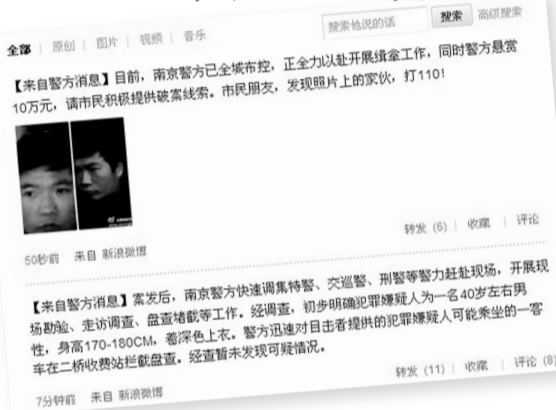 全部 | 原创 | 图片 | 视频 | 音乐 搜索他说的话 搜索 高级搜索
【来自警方消息】目前，南京警方已全城布控，正全力以赴开展缉拿工作，同时警方悬赏
10万元，请市民积极提供破案线索。市民朋友，发现照片上的家伙，打110!
转发 (6) | 收藏 | 评论
50秒前 来自 新浪微博
【来自警方消息】案发后，南京警方快速调集特警、交巡警、刑警等警力赶赴现场，开展现
场勘验、走访调查、盘查堵截等工作。经调查，初步明确犯罪嫌疑人为一名40岁左右男
性，身高170-180CM，着深色上衣。警方迅速对目击者提供的犯罪嫌疑人可能乘坐的一客
车在二桥收费站拦截盘查。经查暂未发现可疑情况。
转发 (11) | 收藏 | 评论 (8)
7分钟前 来自 新浪微博